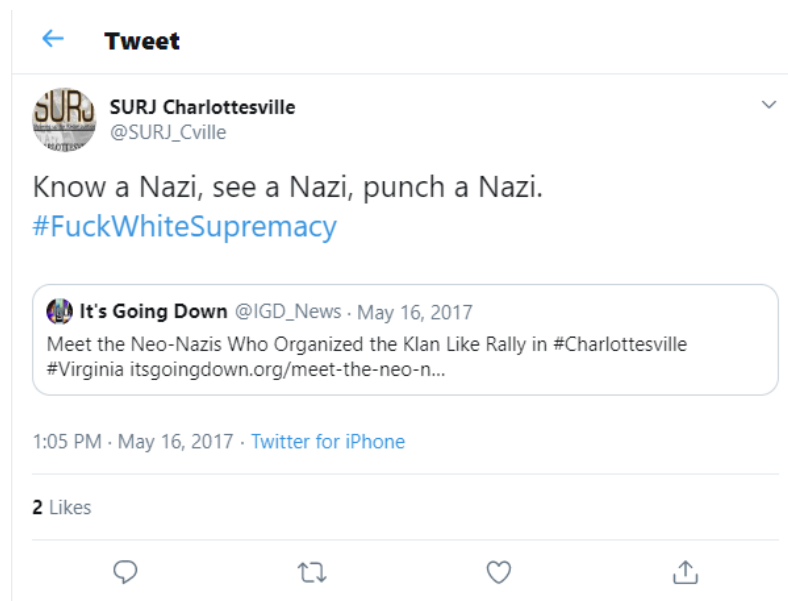 Tweet
SURJ
SURJ Charlottesville
@SURJ_Cville
Know a Nazi, see a Nazi, punch a Nazi.
#FuckWhiteSupremacy
It's Going Down @IGD_News · May 16, 2017
Meet the Neo-Nazis Who Organized the Klan Like Rally in #Charlottesville
#Virginia itsgoingdown.org/meet-the-neo-n...
1:05 PM · May 16, 2017 · Twitter for iPhone
2 Likes